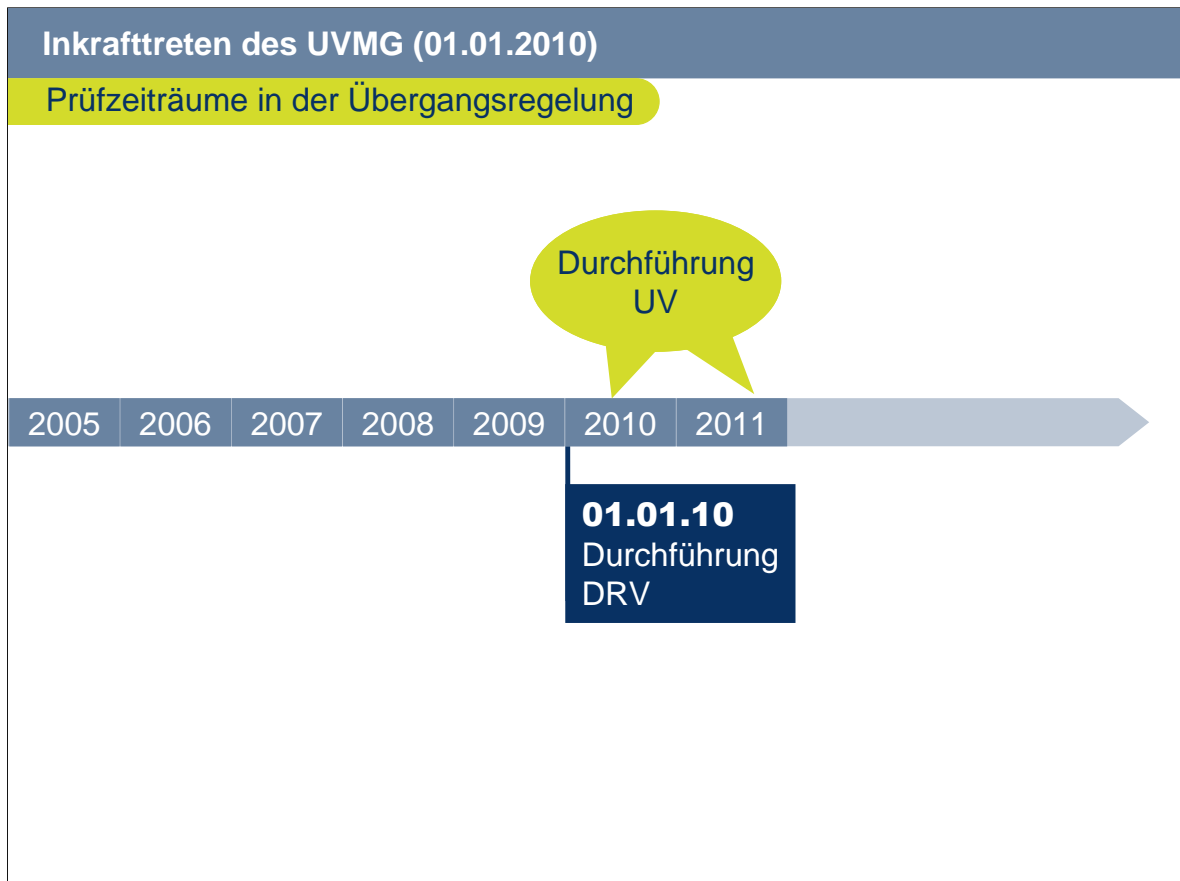 Inkrafttreten des UVMG (01.01.2010)
Prüfzeiträume in der Übergangsregelung
Durchführung
UV
2005 2006 2007 2008 2009 2010 2011
01.01.10
Durchführung
DRV